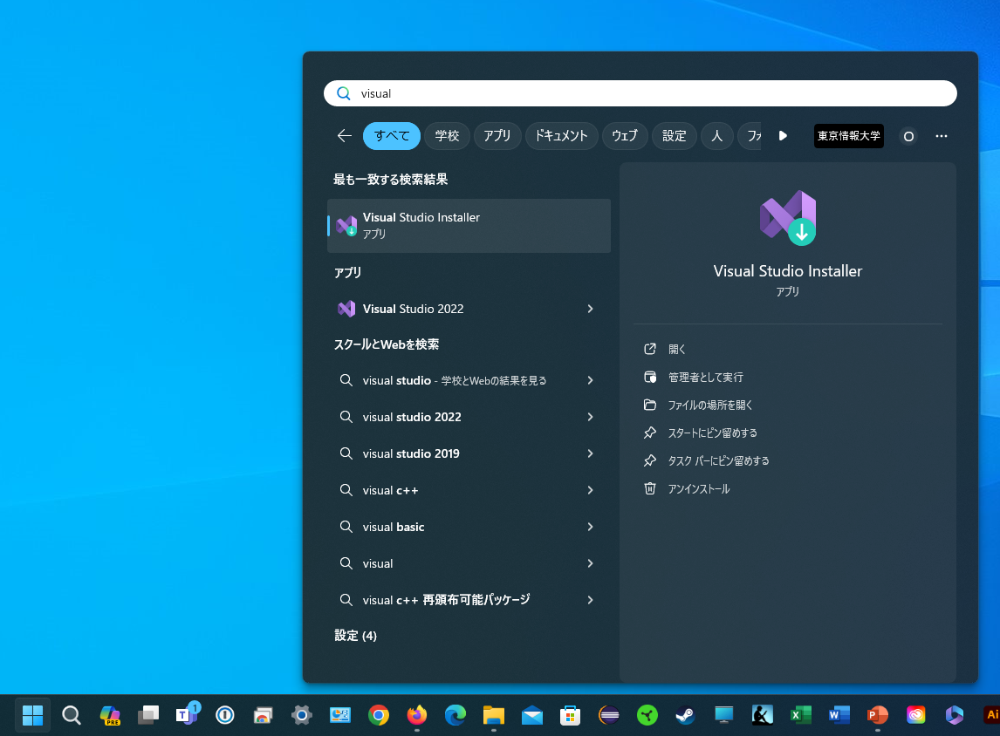 visual
すべて
学校
アプリ
ドキュメント
ウェブ
設定
人
フォ
東京情報大学
O
最も一致する検索結果
Visual Studio Installer
アプリ
アプリ
Visual Studio 2022
スクールとWebを検索
visual studio - 学校とWebの結果を見る
visual studio 2022
visual studio 2019
visual c++
visual basic
visual
visual c++ 再頒布可能パッケージ
設定 (4)
Visual Studio Installer
アプリ
開く
管理者として実行
ファイルの場所を開く
スタートにピン留めする
タスク バーにピン留めする
アンインストール
PRE
T
1
X
W
P
Ai